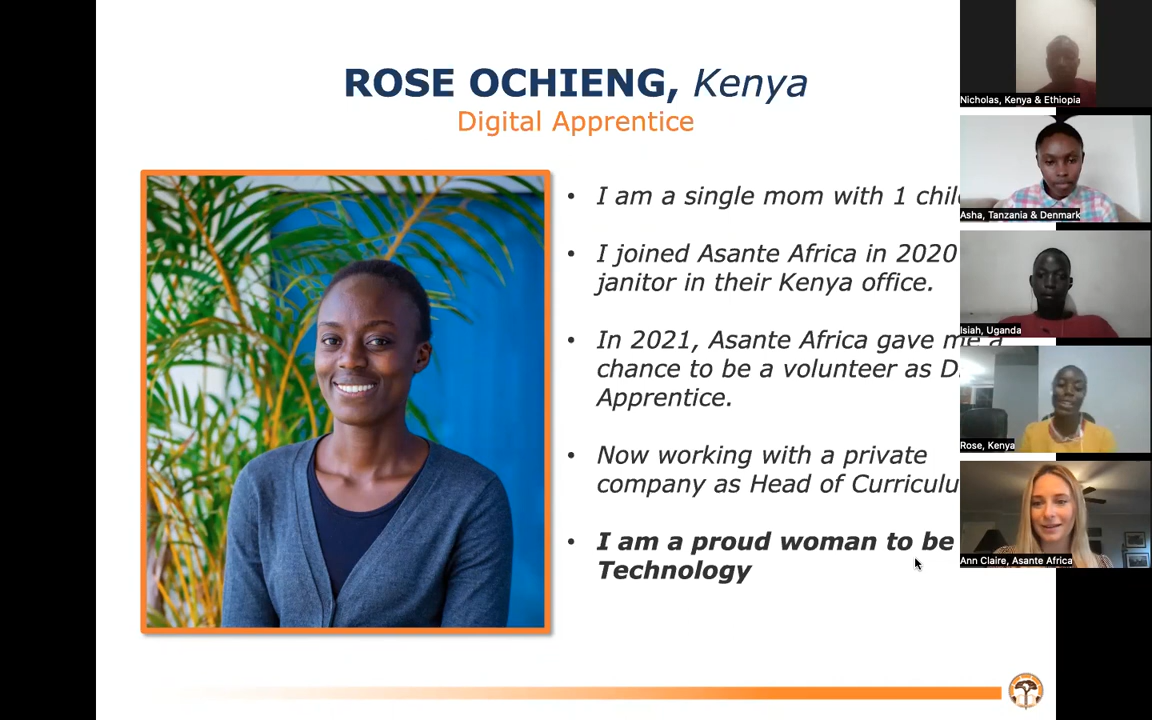 ROSE OCHIENG, Kenya
Digital Apprentice
• I am a single mom with 1 chil
• I joined Asante Africa in 2020
janitor in their Kenya office.
• In 2021, Asante Africa gave me a
chance to be a volunteer as D
Apprentice.
• Now working with a private
company as Head of Curriculu
• I am a proud woman to be
Technology
Nicholas, Kenya & Ethiopia
Asha, Tanzania & Denmark
Isiah, Uganda
Rose, Kenya
Ann Claire, Asante Africa